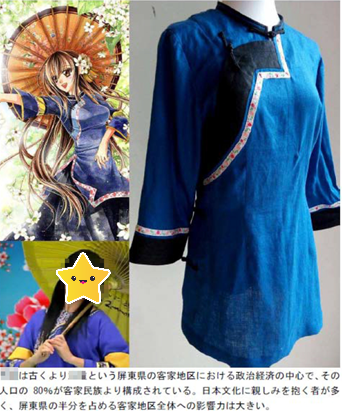 は古くより という屏東県の客家地区における政治経済の中心で、その
人口の 80%が客家民族より構成されている。日本文化に親しみを抱く者が多
く、屏東県の半分を占める客家地区全体への影響力は大きい。